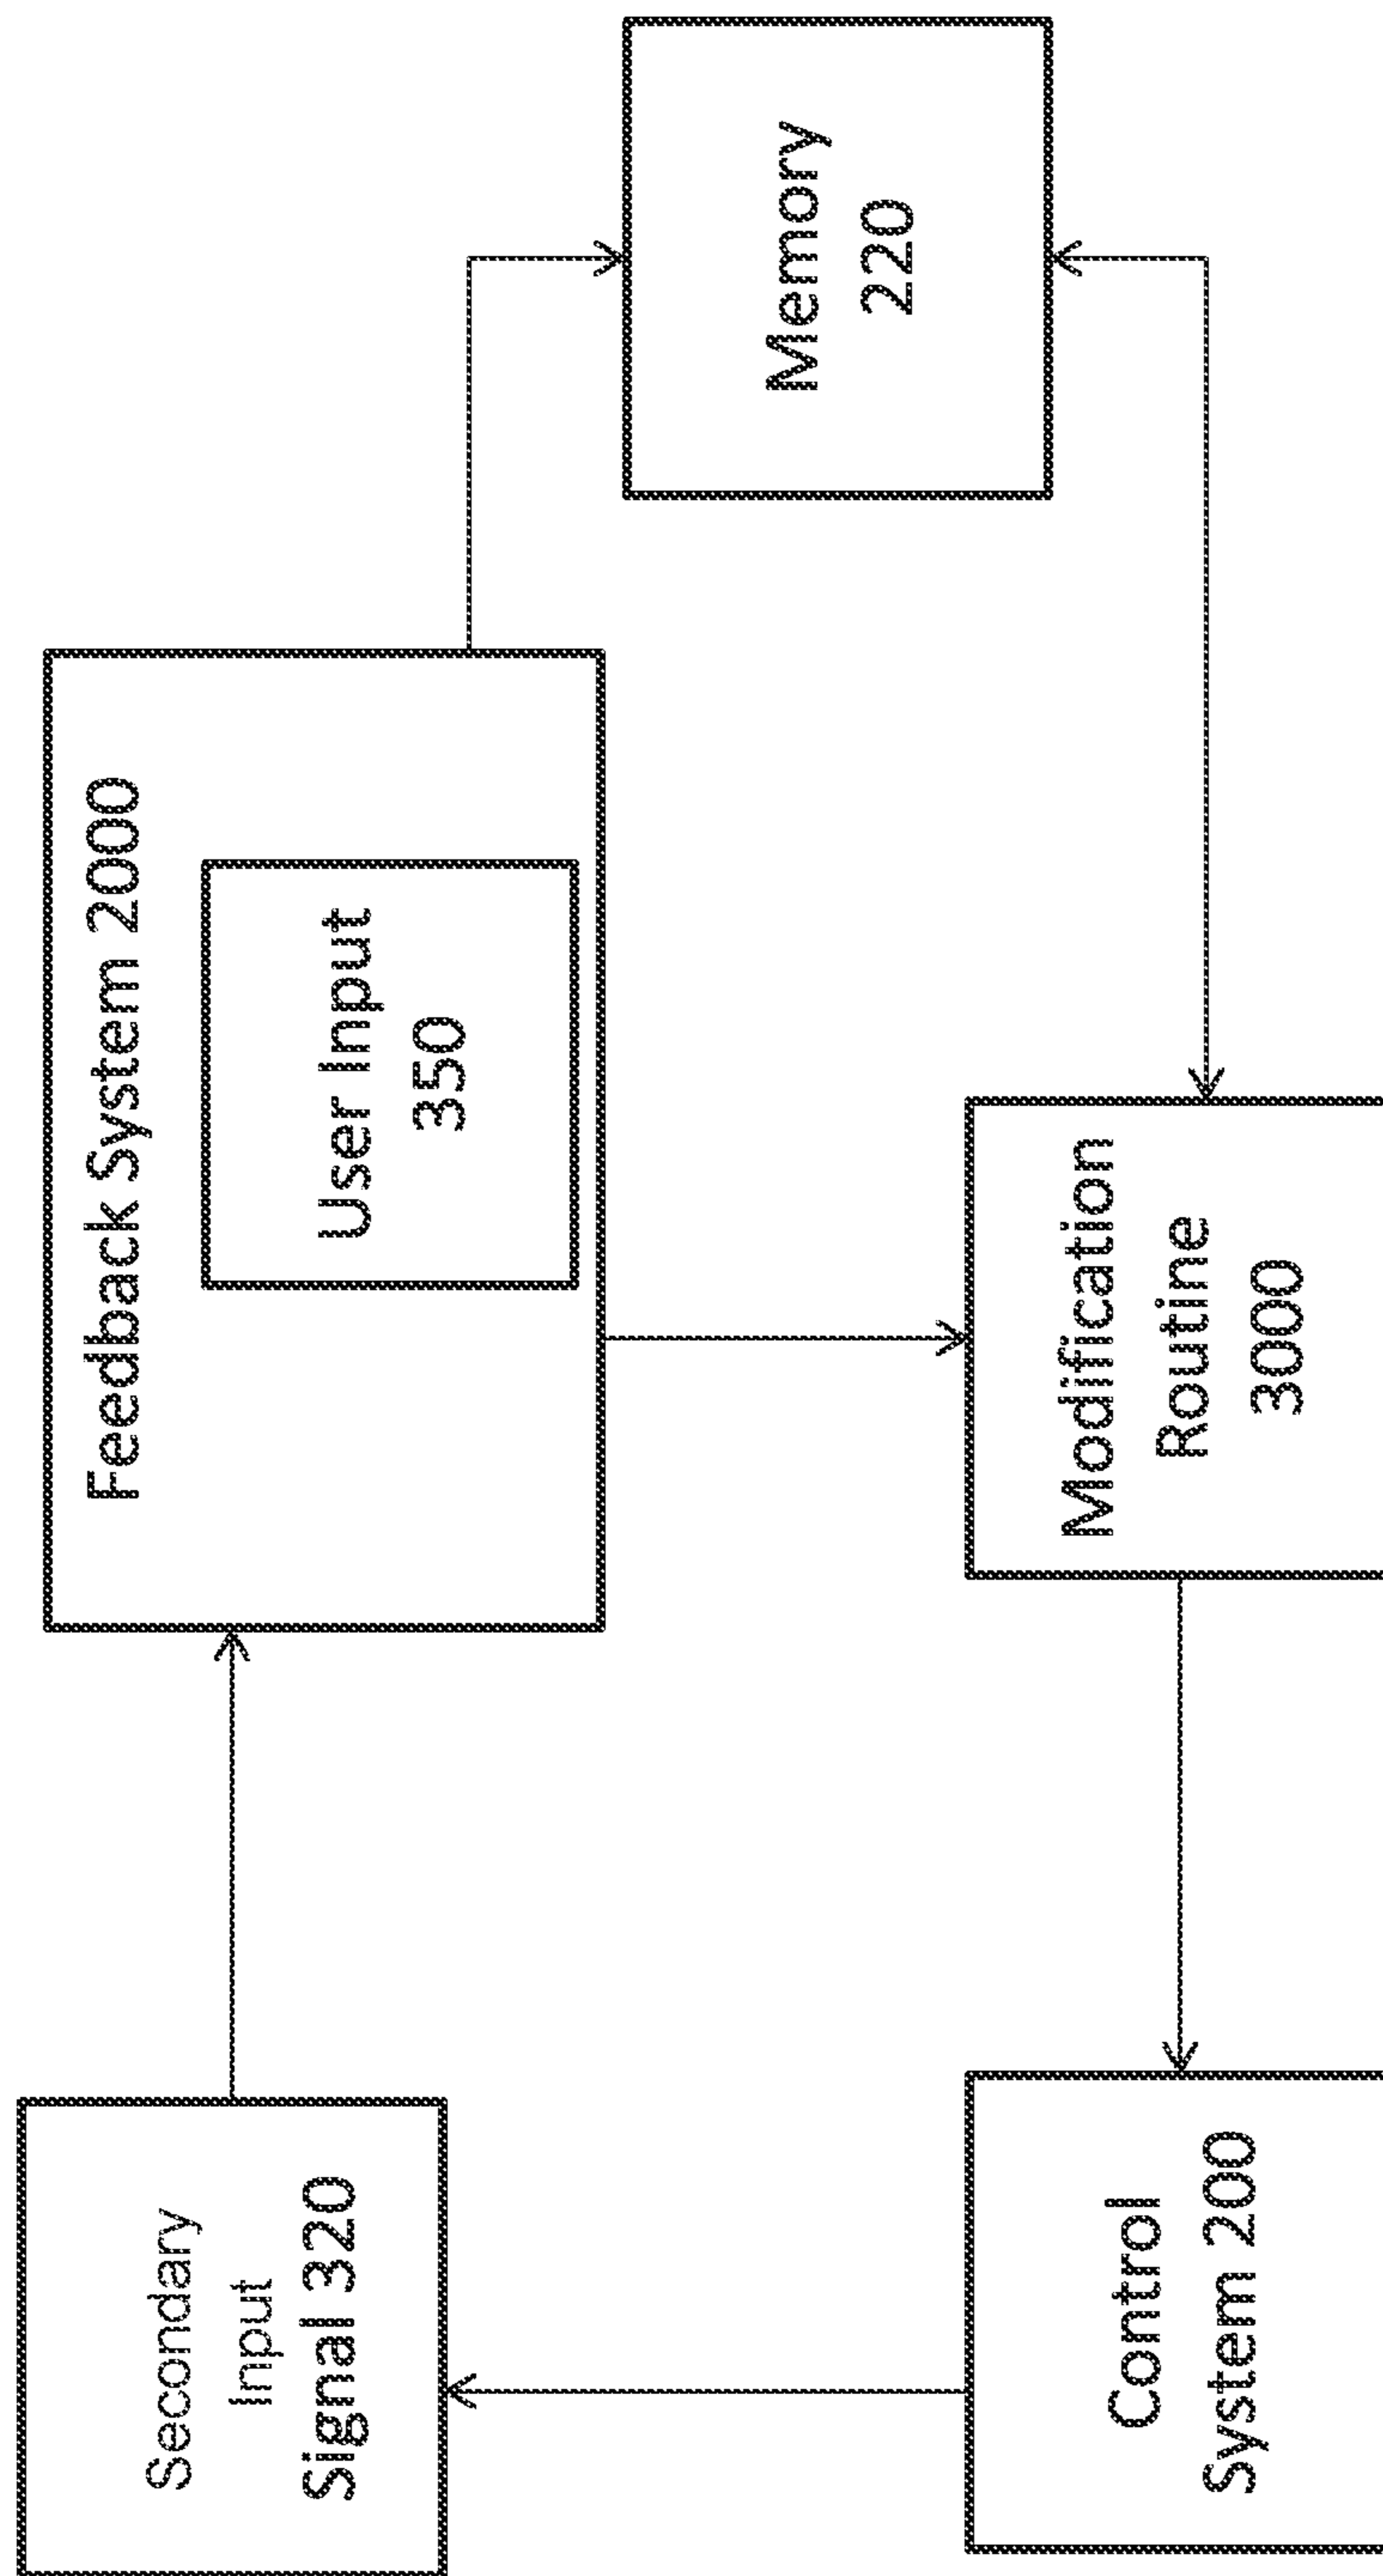 Secondary
Input
Signal 320
Feedback System 2000
User Input
350
Memory
220
Control
System 200
Modification
Routine
3000